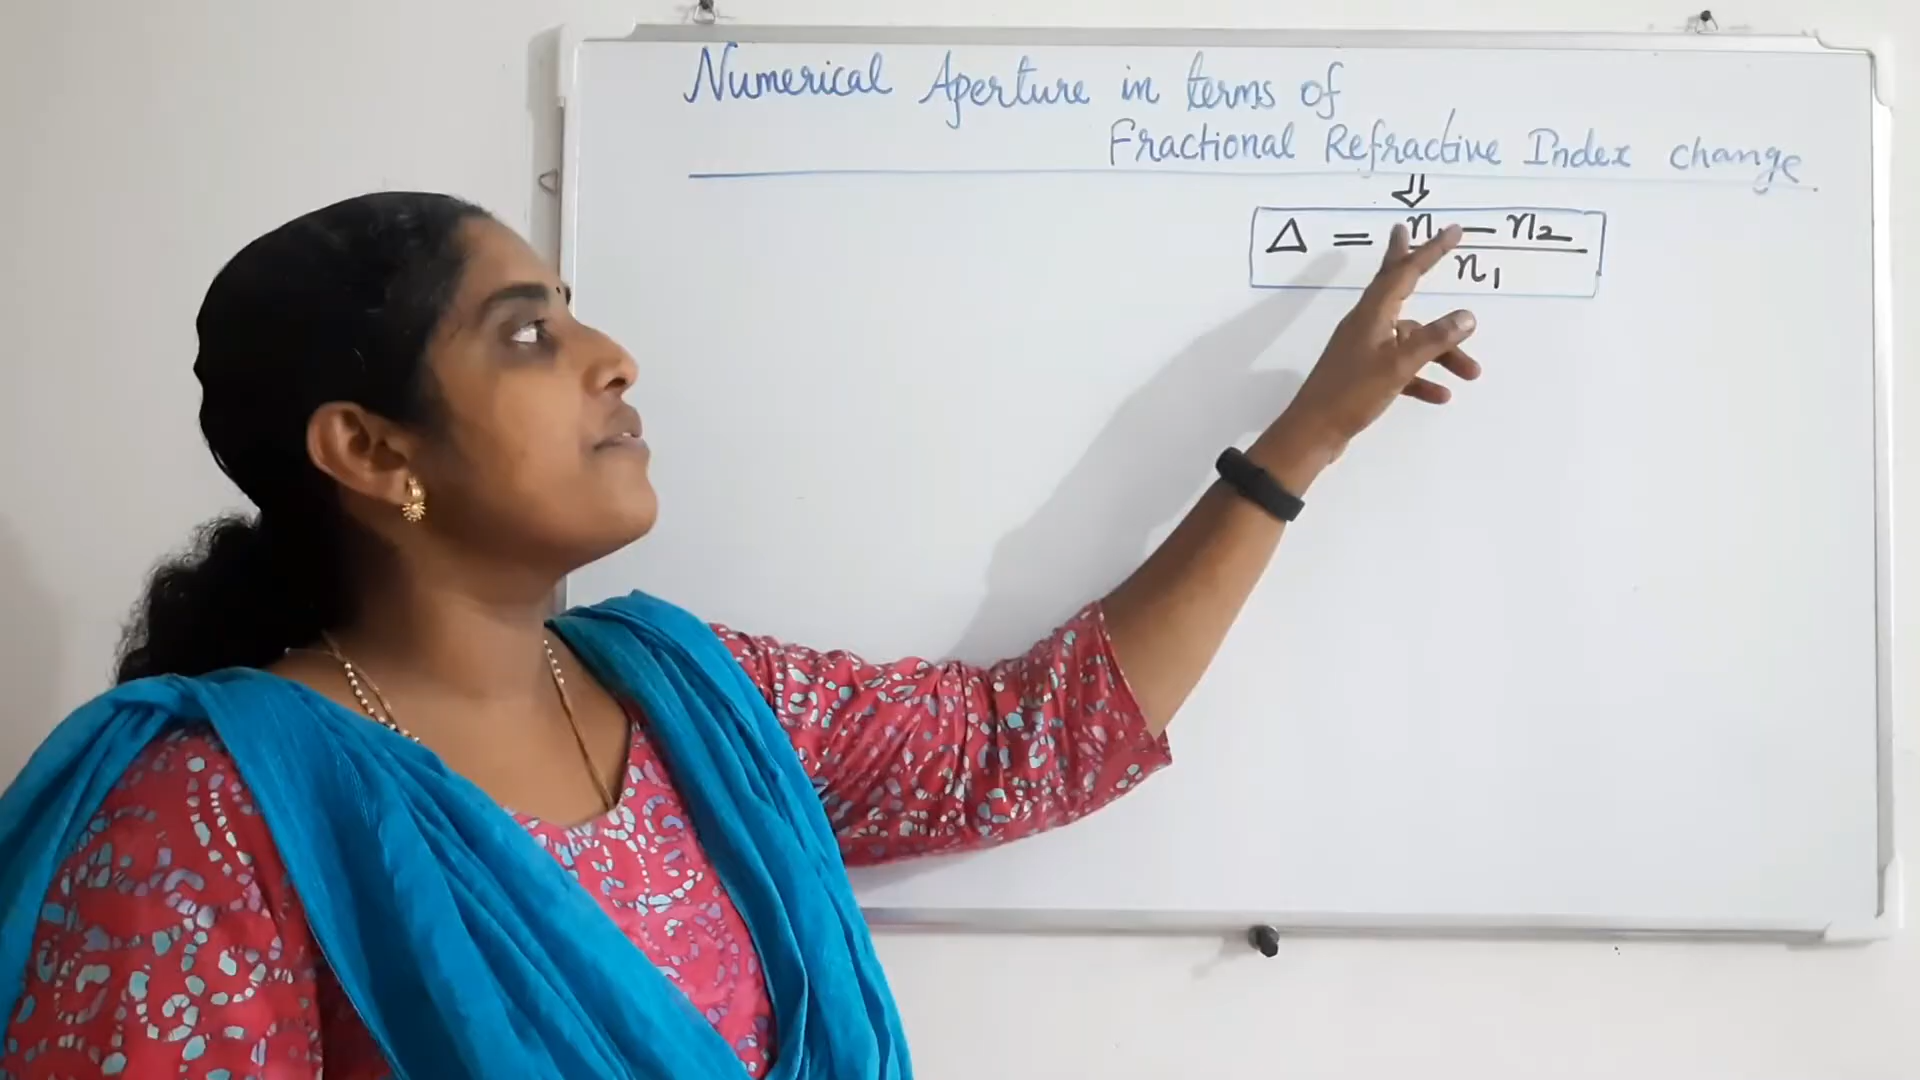 Numerical Aperture in terms of
Fractional Refractive Index change.
⇓
Δ = n₁ – n₂
n₁